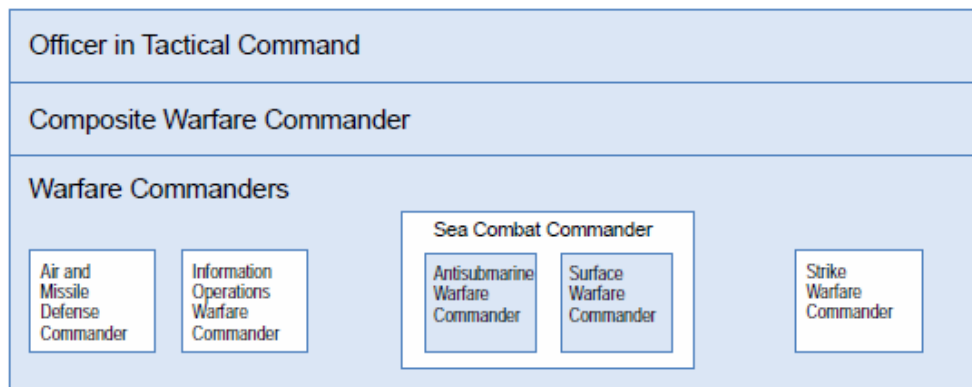 Officer in Tactical Command
Composite Warfare Commander
Warfare Commanders
Air and
Missile
Defense
Commander
Information
Operations
Warfare
Commander
Sea Combat Commander
Antisubmarine
Warfare
Commander
Surface
Warfare
Commander
Strike
Warfare
Commander